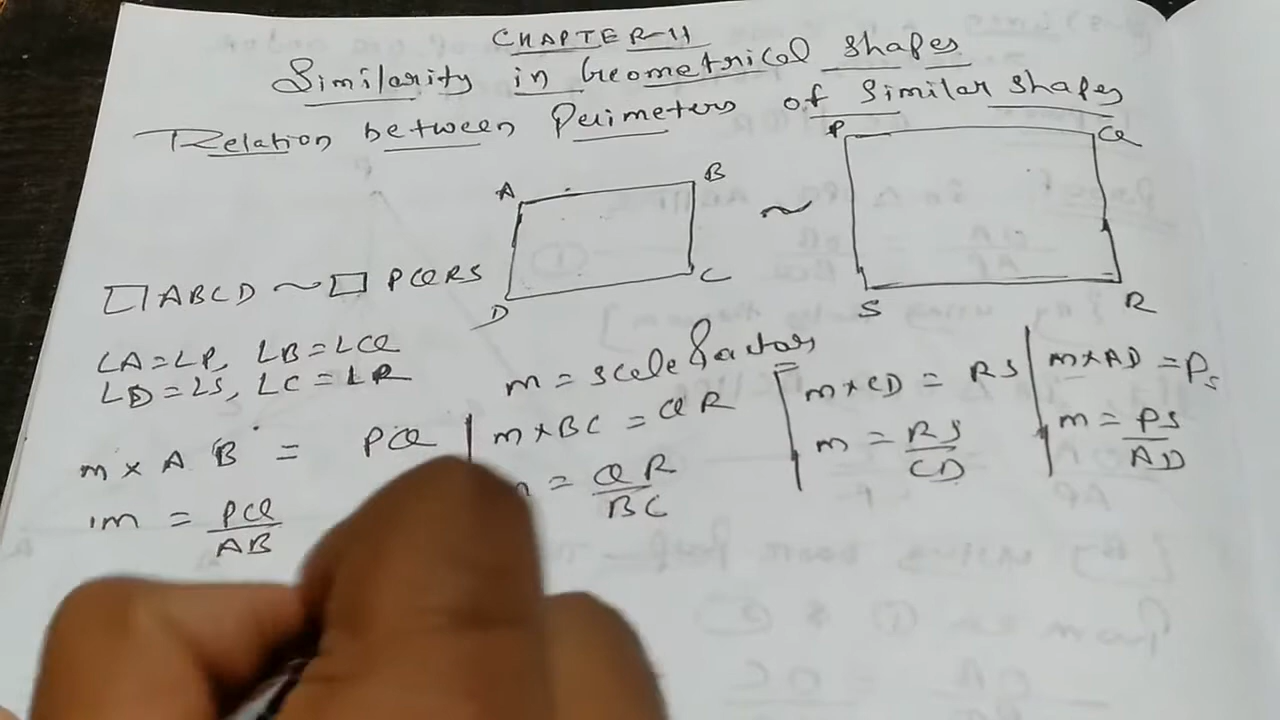 CHAPTER-11
Similarity in Geometrical shapes
Relation between Perimeters of Similar shapes
A B
D C
~
P Q
S R
□ABCD ~ □ PQRS
∠A=∠P, ∠B=∠Q
∠D=∠S, ∠C=∠R
m = scale factor
m × A B = PQ
m = PQ/AB
m×BC = QR
= QR/BC
m×CD = RS
m = RS/CD
m×AD = PS
m = PS/AD